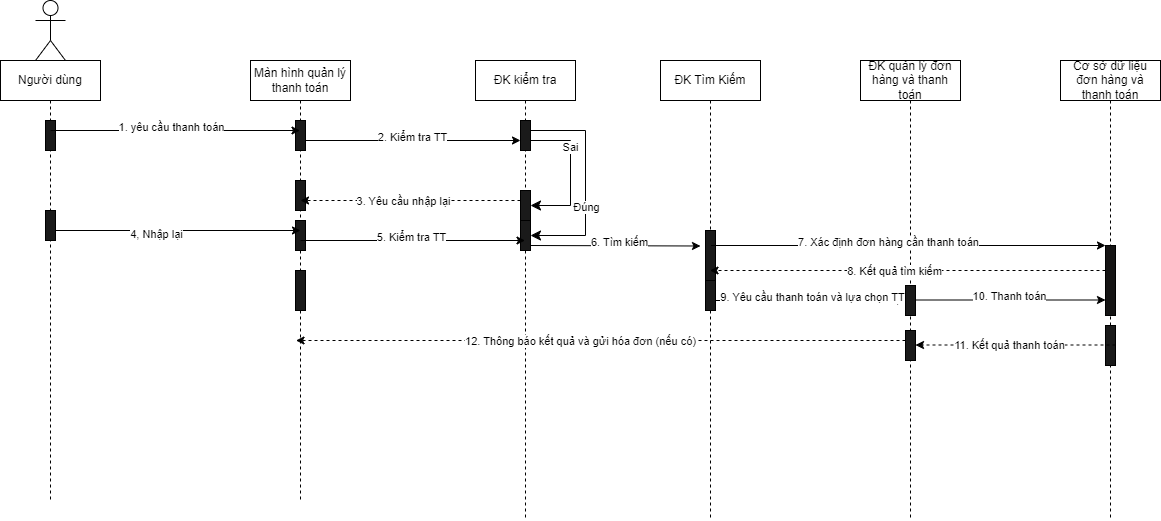 Người dùng
Màn hình quản lý
thanh toán
ĐK kiểm tra
ĐK Tìm Kiếm
ĐK quản lý đơn
hàng và thanh
toán
Cơ sở dữ liệu
đơn hàng và
thanh toán
1. yêu cầu thanh toán
2. Kiểm tra TT
Sai
3. Yêu cầu nhập lại
Đúng
4, Nhập lại
5. Kiểm tra TT
6. Tìm kiếm
7. Xác định đơn hàng cần thanh toán
8. Kết quả tìm kiếm
9. Yêu cầu thanh toán và lựa chọn TT
10. Thanh toán
12. Thông báo kết quả và gửi hóa đơn (nếu có)
11. Kết quả thanh toán